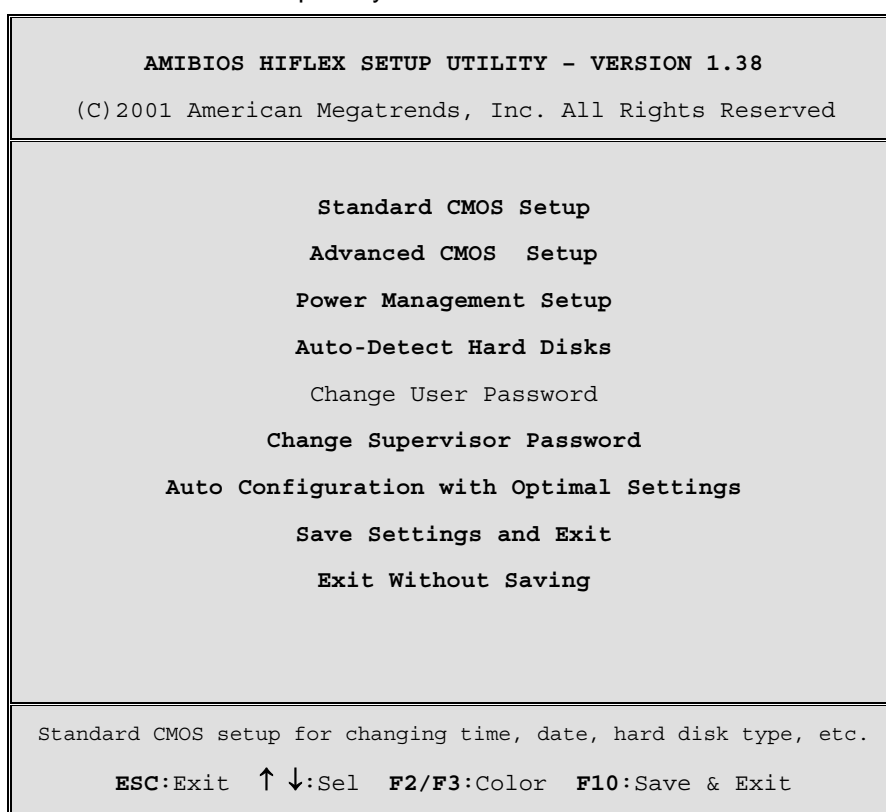 AMIBIOS HIFLEX SETUP UTILITY – VERSION 1.38
(C)2001 American Megatrends, Inc. All Rights Reserved
Standard CMOS Setup
Advanced CMOS  Setup
Power Management Setup
Auto-Detect Hard Disks
Change User Password
Change Supervisor Password
Auto Configuration with Optimal Settings
Save Settings and Exit
Exit Without Saving
Standard CMOS setup for changing time, date, hard disk type, etc.
ESC:Exit ↑ ↓:Sel F2/F3:Color F10:Save & Exit